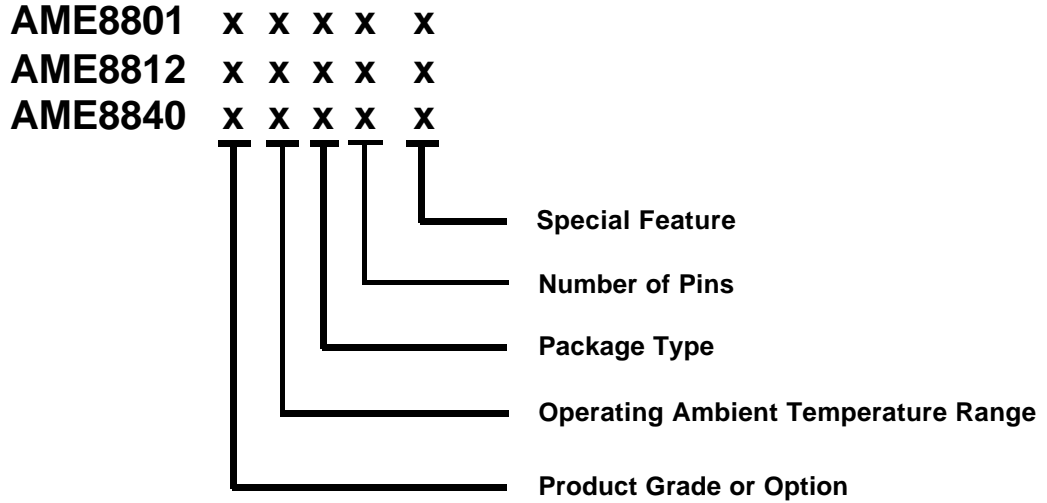 AME8801 x x x x x
AME8812 x x x x x
AME8840 x x x x x
Special Feature
Number of Pins
Package Type
Operating Ambient Temperature Range
Product Grade or Option